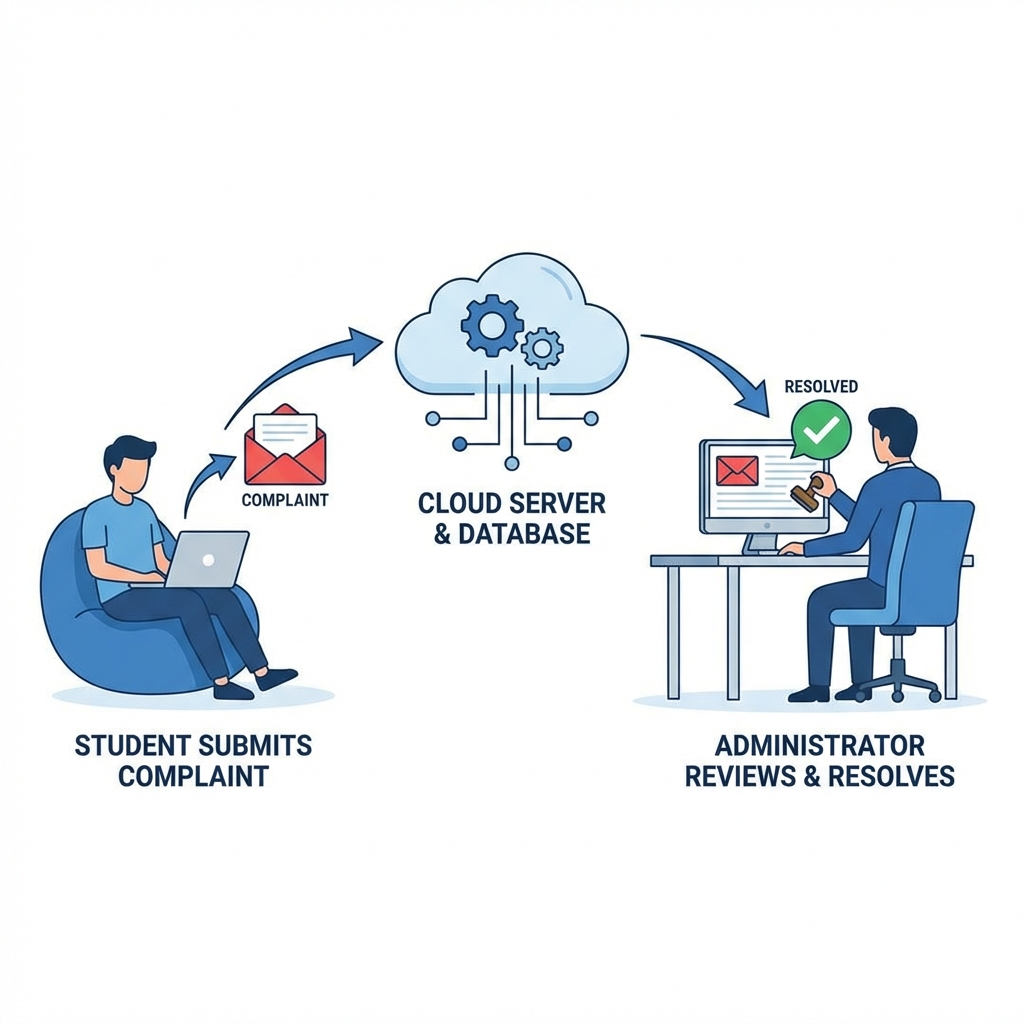 RESOLVED
COMPLAINT
CLOUD SERVER
& DATABASE
STUDENT SUBMITS
COMPLAINT
ADMINISTRATOR
REVIEWS & RESOLVES